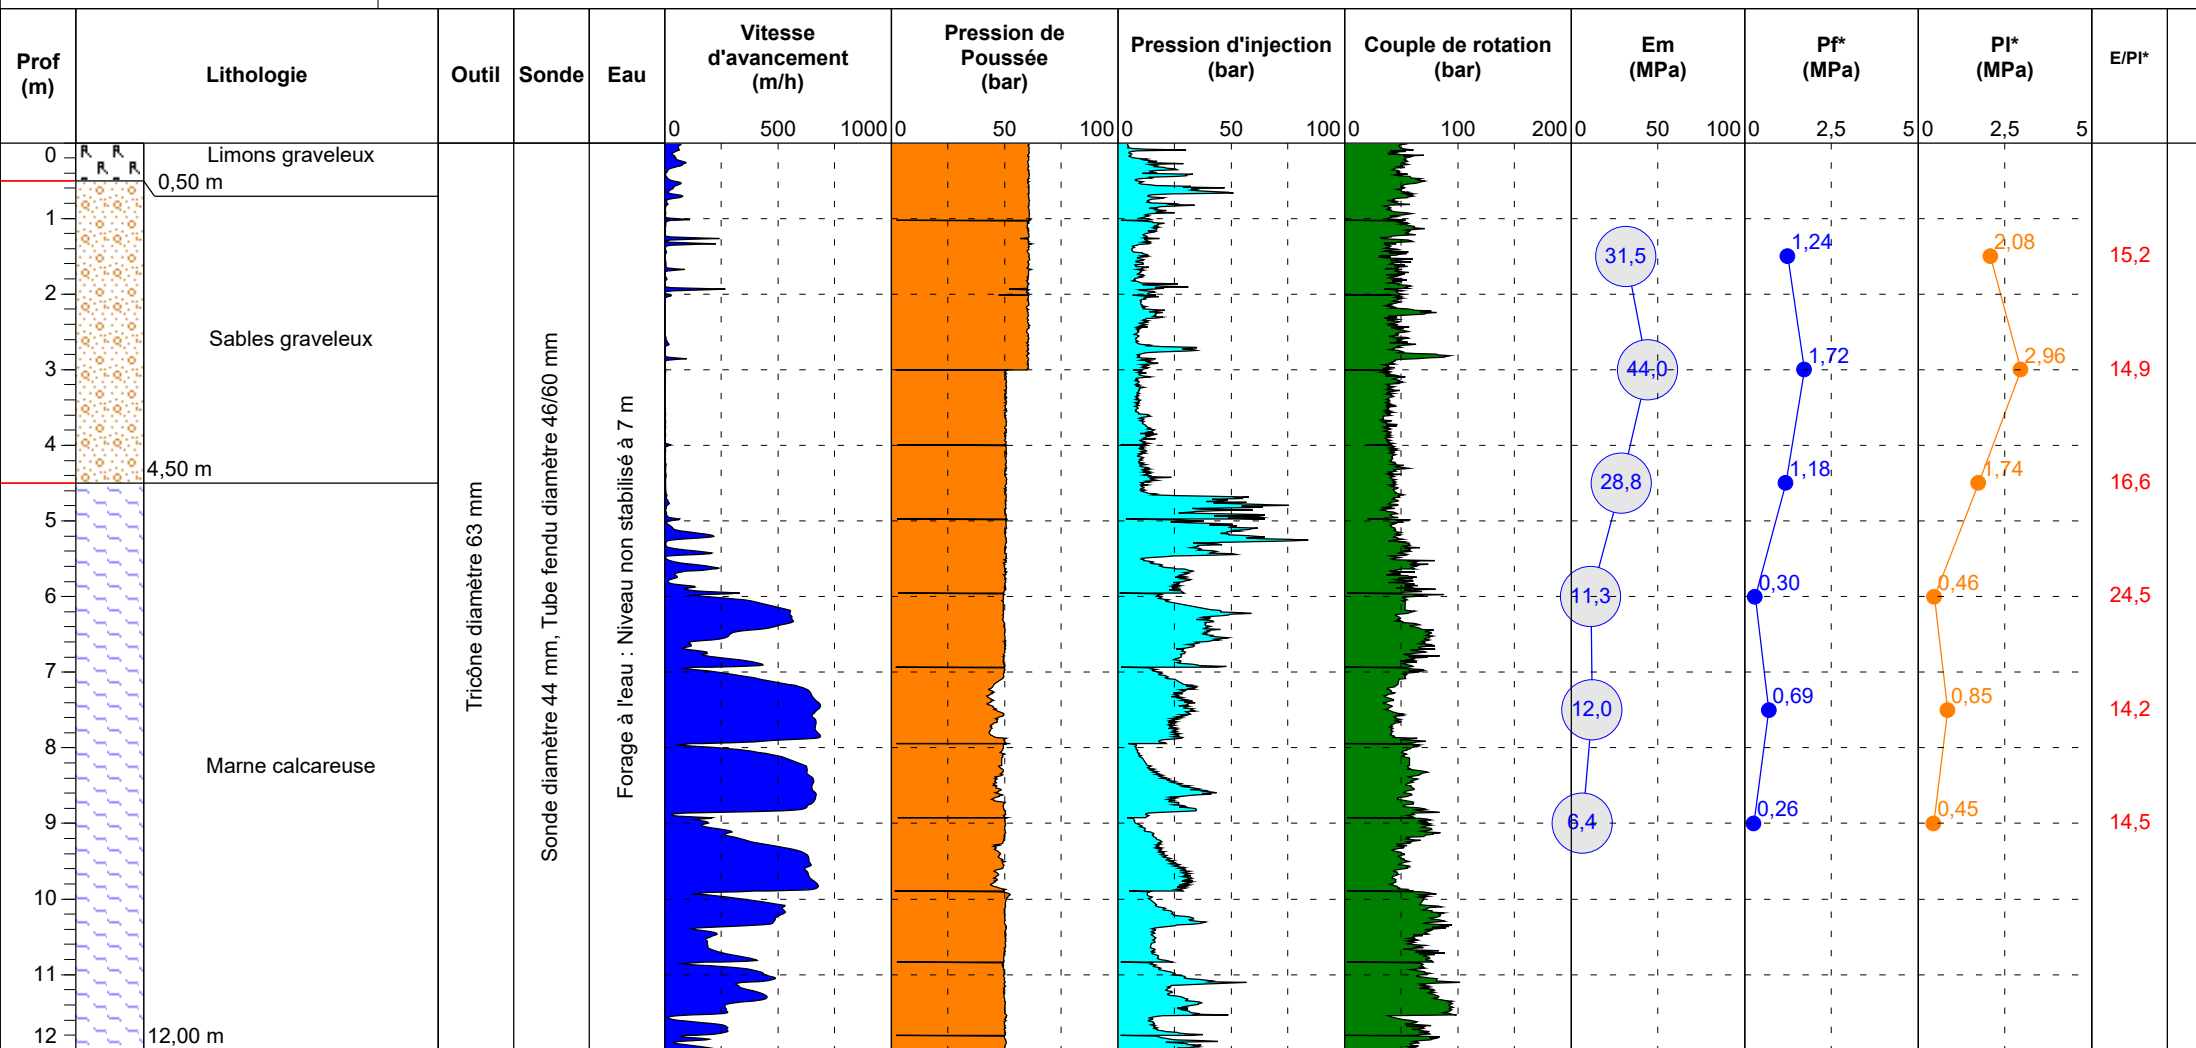 Prof
(m)
Lithologie
Outil
Sonde
Eau
Vitesse
d'avancement
(m/h)
Pression de
Poussée
(bar)
Pression d'injection
(bar)
Couple de rotation
(bar)
Em
(MPa)
Pf*
(MPa)
Pl*
(MPa)
E/Pl*
0 500 1000
0 50 100
0 50 100
0 100 200
0 50 100
0 2,5 5
0 2,5 5
0
Limons graveleux
0,50 m
1
31,5
1,24
2,08
15,2
2
Sables graveleux
3
44,0
1,72
2,96
14,9
4
4,50 m
28,8
1,18
1,74
16,6
5
6
11,3
0,30
0,46
24,5
7
12,0
0,69
0,85
14,2
8
Marne calcareuse
9
6,4
0,26
0,45
14,5
10
11
12
12,00 m
Tricône diamètre 63 mm
Sonde diamètre 44 mm, Tube fendu diamètre 46/60 mm
Forage à l'eau : Niveau non stabilisé à 7 m